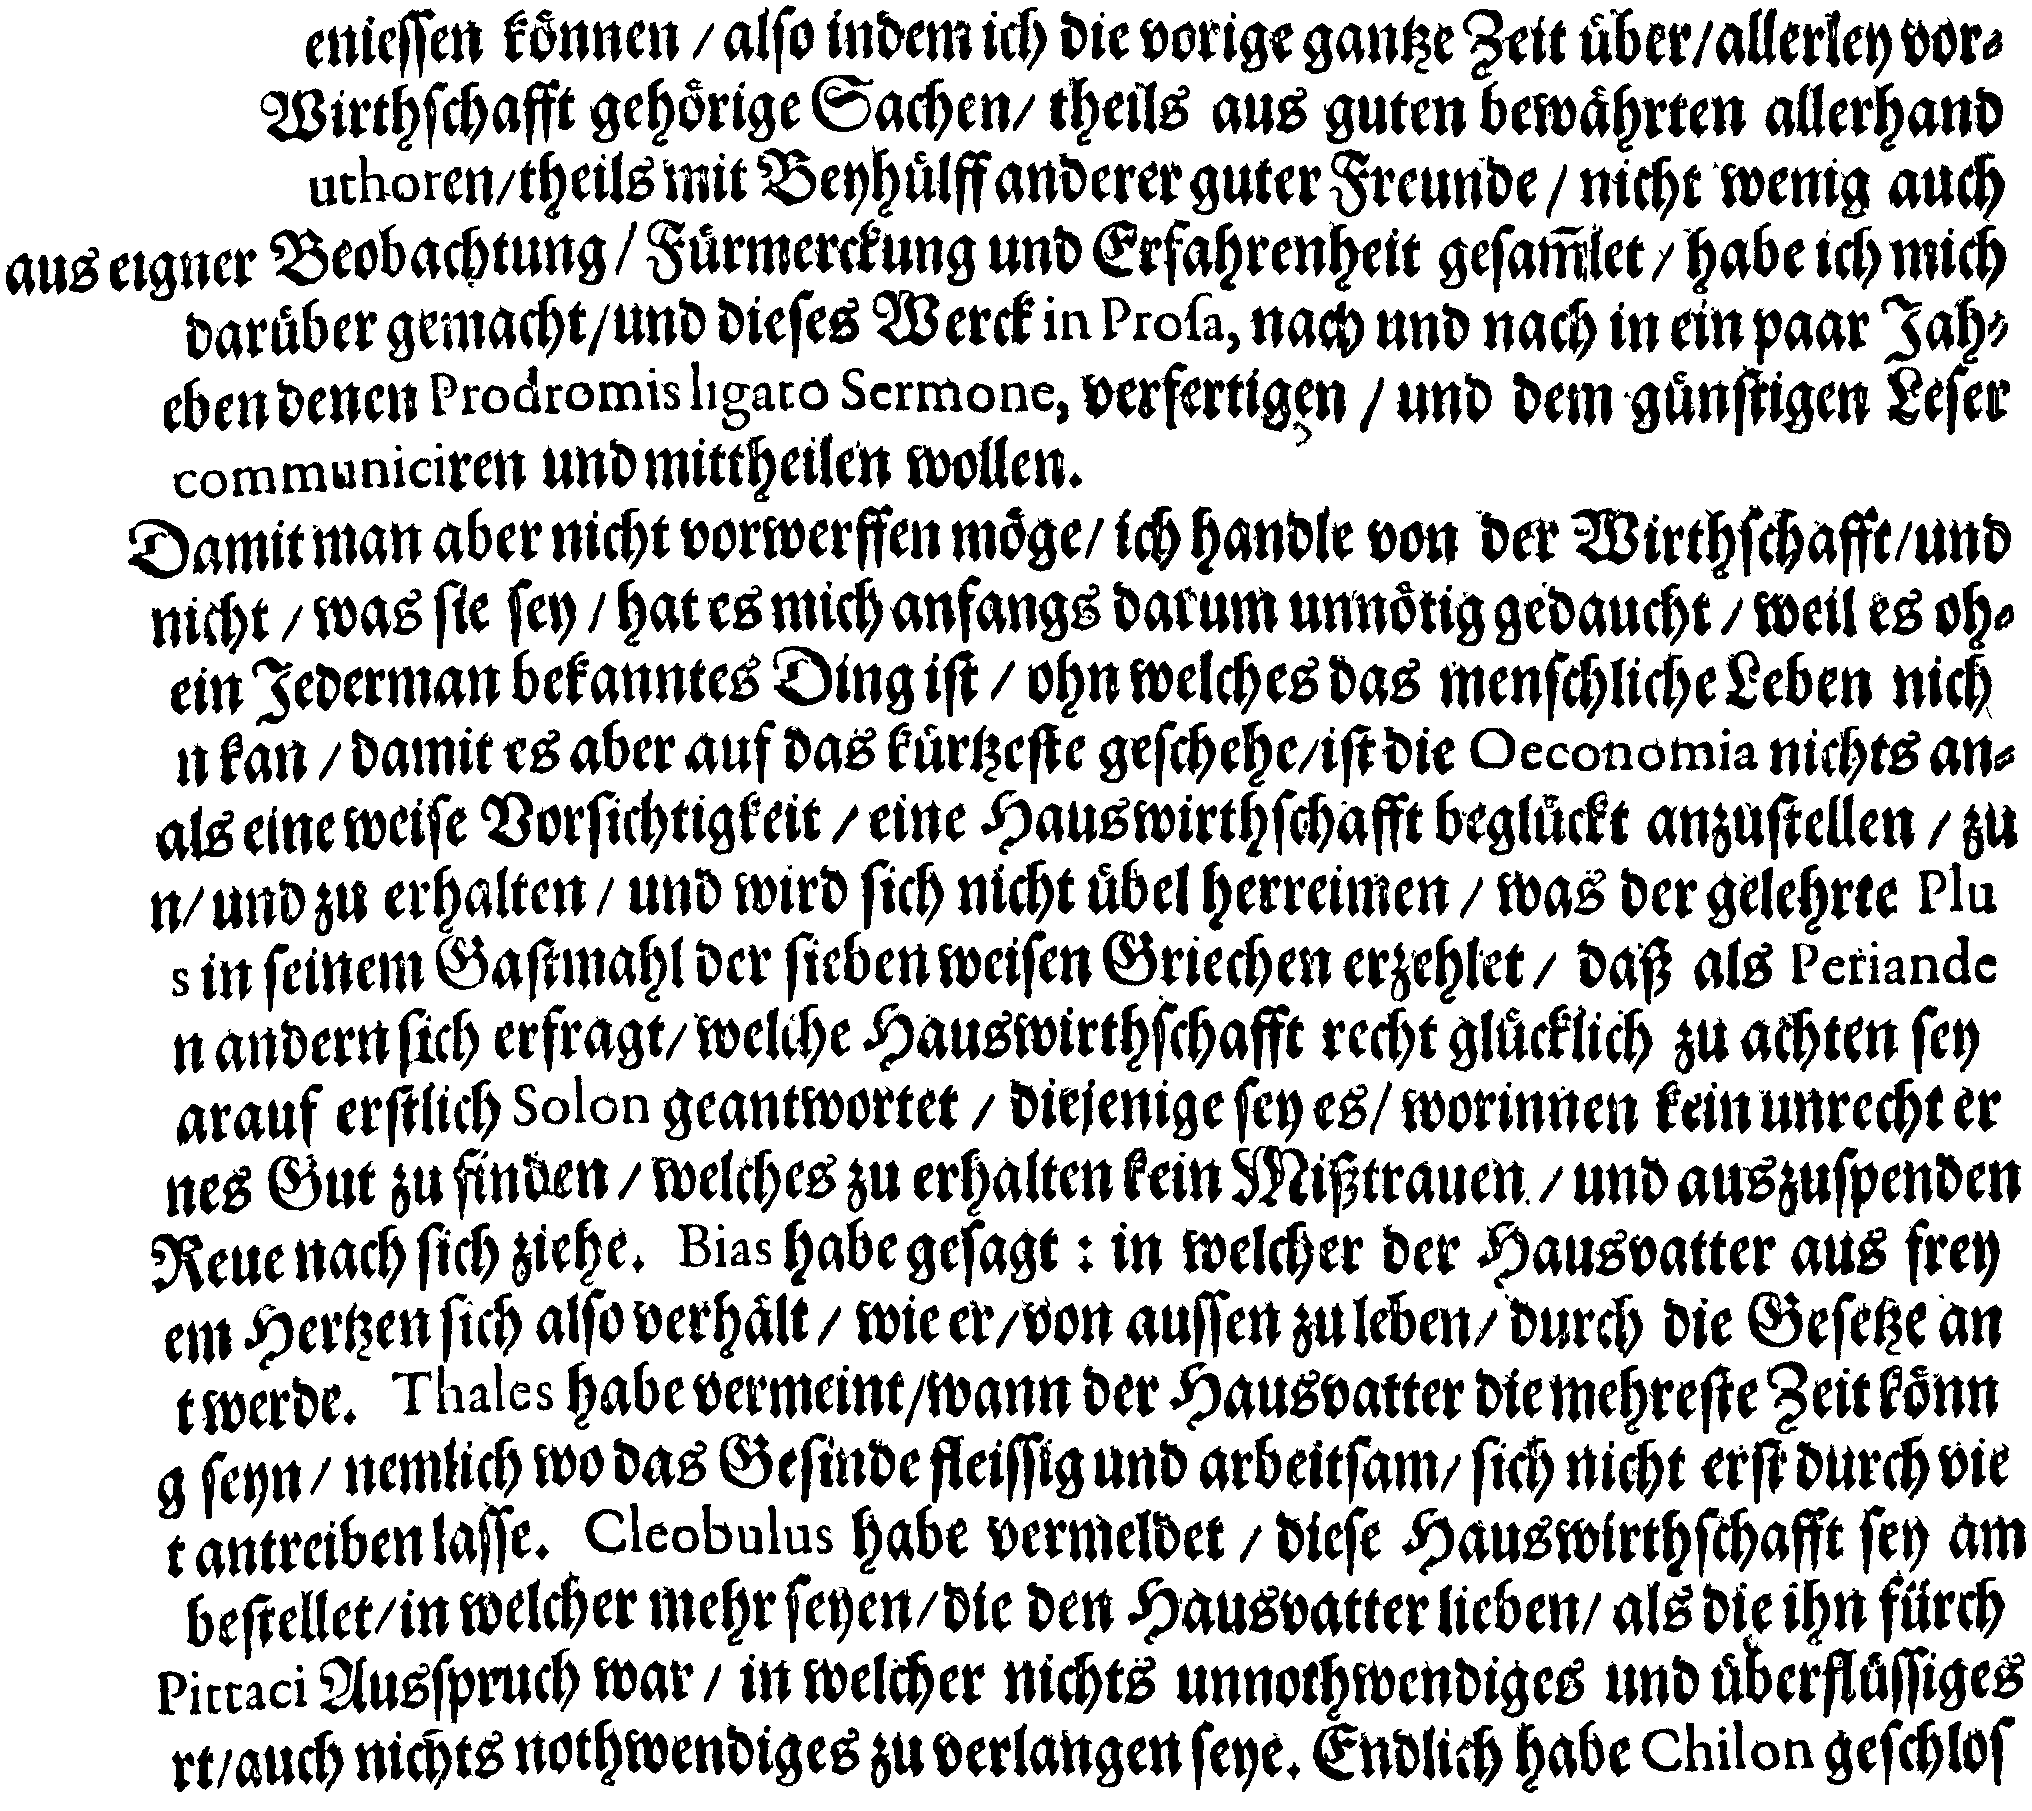 eniessen können / also indem ich die vorige gantze Zeit über/allerley vor-
Wirthschafft gehörige Sachen/ theils aus guten bewährten allerhand
uthoren/theils mit Beyhülff anderer guter Freunde / nicht wenig auch
aus eigner Beobachtung / Fürmerckung und Erfahrenheit gesam̃let / habe ich mich
darüber gemacht/und dieses Werck in Prosa, nach und nach in ein paar Jah-
eben denen Prodromis ligato Sermone, verfertigen / und dem günstigen Leser
communiciren und mittheilen wollen.
Damit man aber nicht vorwerffen möge/ ich handle von der Wirthschafft/und
nicht / was sie sey / hat es mich anfangs darum unnötig gedaucht / weil es oh-
ein Jederman bekanntes Ding ist / ohn welches das menschliche Leben nich
n kan / damit es aber auf das kürtzeste geschehe/ist die Oeconomia nichts an-
als eine weise Vorsichtigkeit / eine Hauswirthschafft beglückt anzustellen / zu
n/ und zu erhalten / und wird sich nicht übel herreimen / was der gelehrte Plu
s in seinem Gastmahl der sieben weisen Griechen erzehlet / daß als Periande
n andern sich erfragt/ welche Hauswirthschafft recht glücklich zu achten sey
arauf erstlich Solon geantwortet / diejenige sey es/ worinnen kein unrecht er
nes Gut zu finden / welches zu erhalten kein Mißtrauen / und auszuspenden
Reue nach sich ziehe. Bias habe gesagt : in welcher der Hausvatter aus frey
em Hertzen sich also verhält / wie er/von aussen zu leben/ durch die Gesetze an
t werde. Thales habe vermeint/wann der Hausvatter die mehreste Zeit könn
g seyn / nemlich wo das Gesinde fleissig und arbeitsam/ sich nicht erst durch vie
t antreiben lasse. Cleobulus habe vermeldet / diese Hauswirthschafft sey am
bestellet/in welcher mehr seyen/die den Hausvatter lieben/ als die ihn fürch
Pittaci Ausspruch war / in welcher nichts unnothwendiges und überflüssiges
rt/auch nichts nothwendiges zu verlangen seye. Endlich habe Chilon geschlos